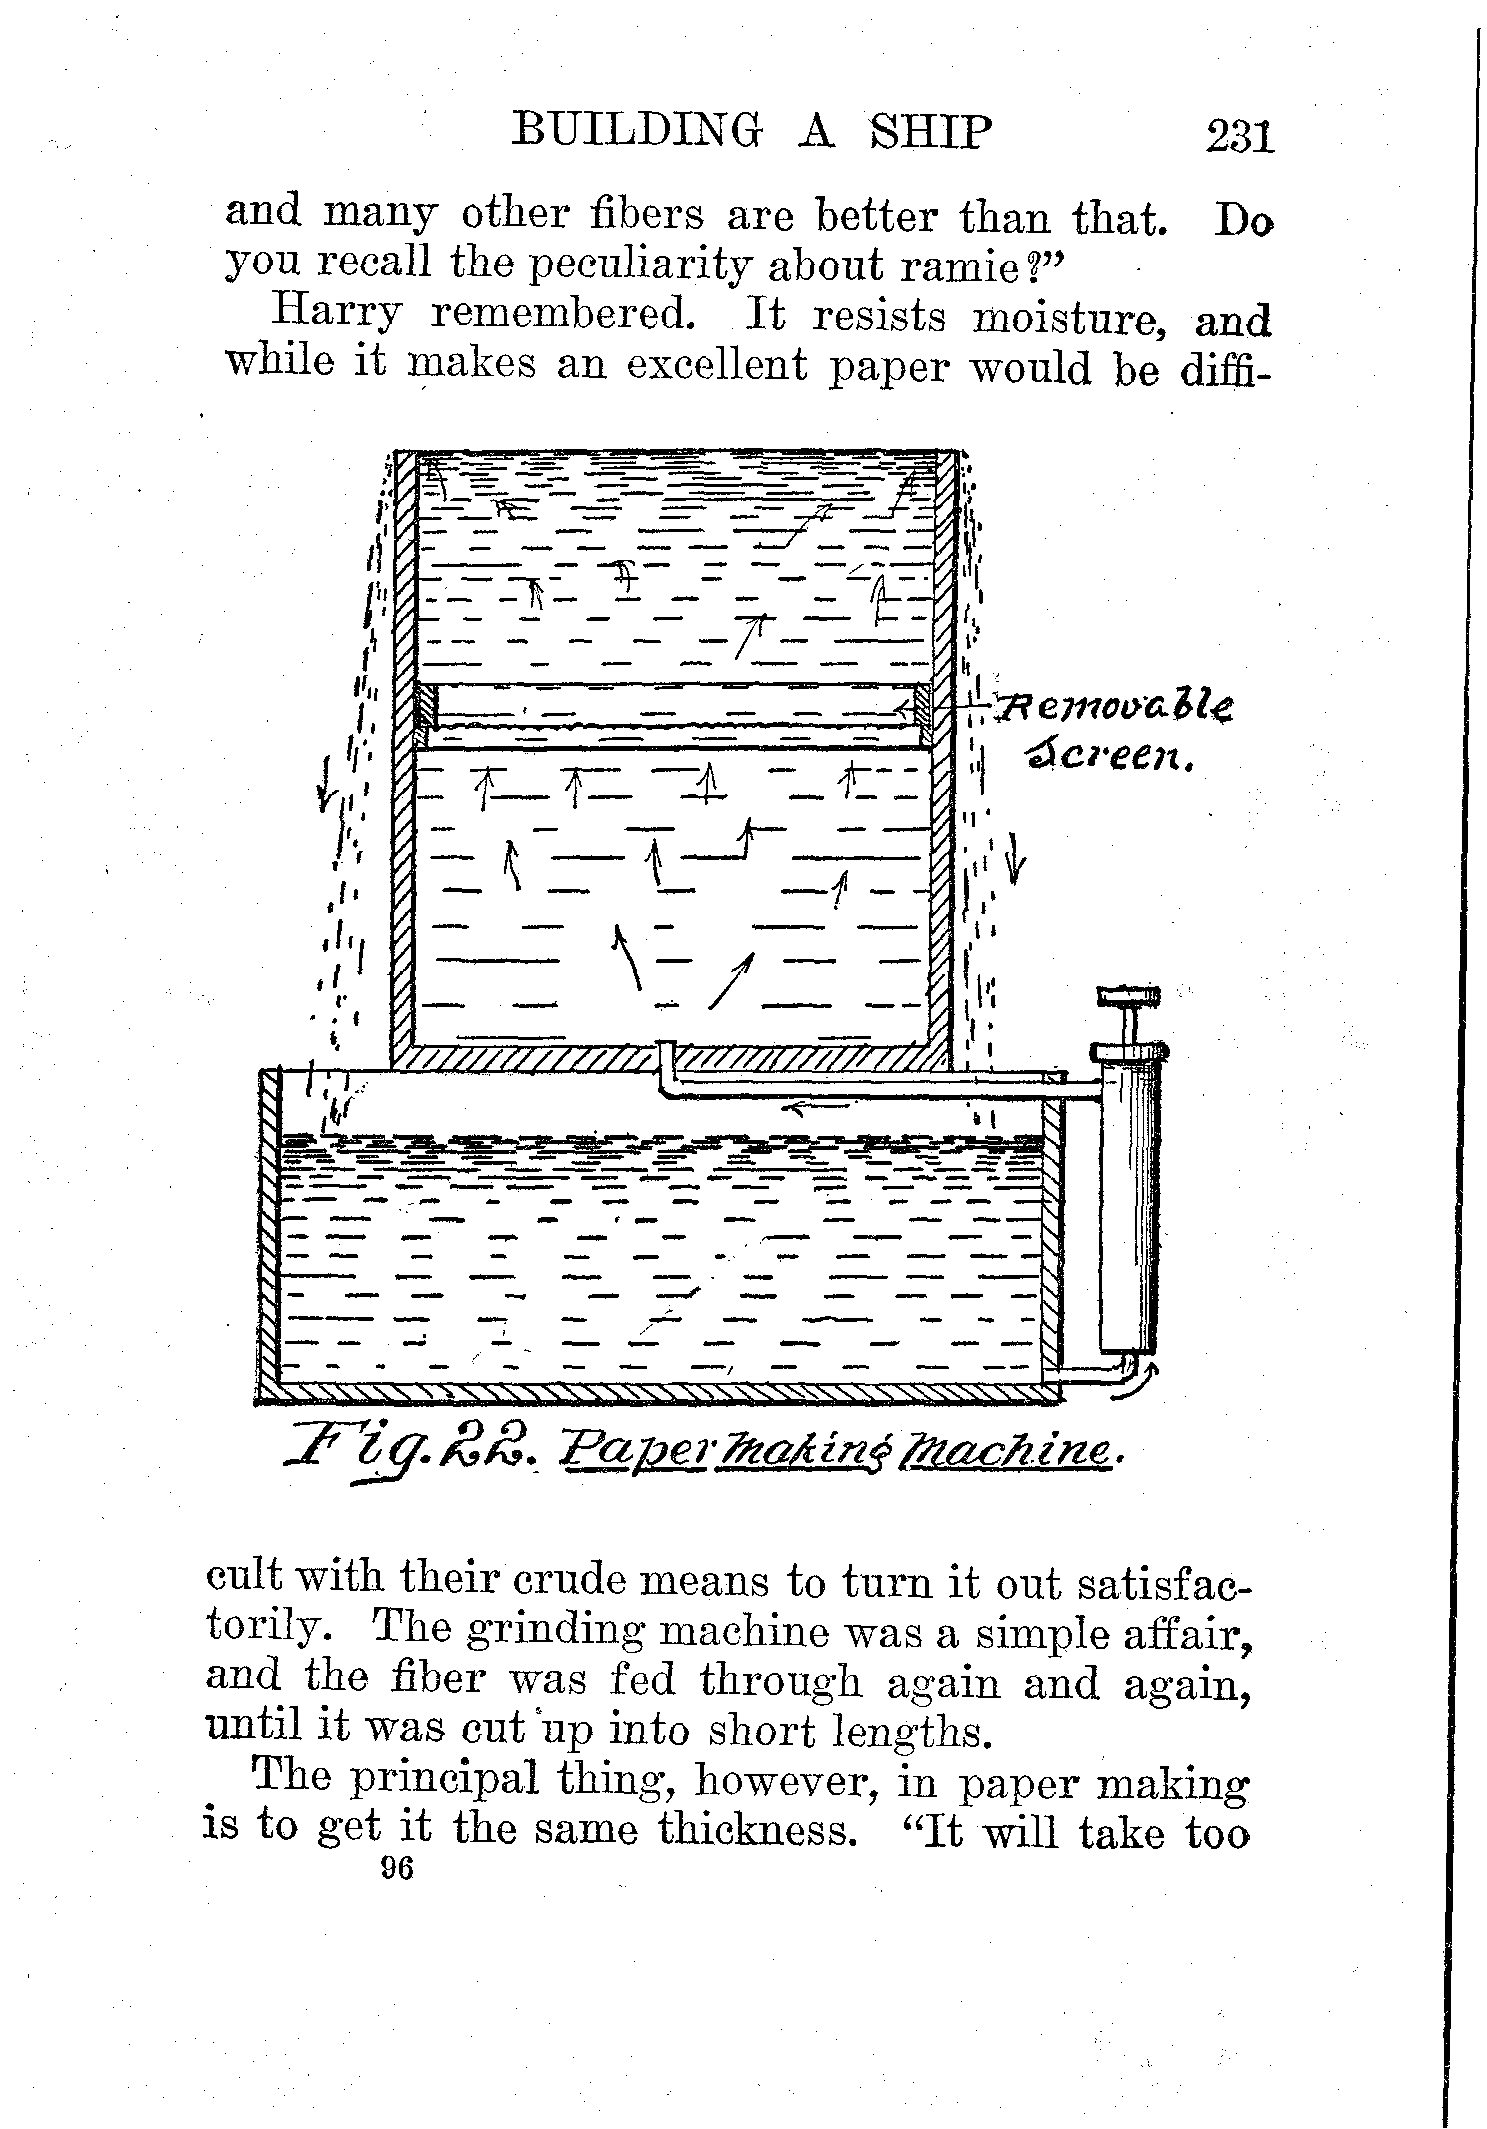 BUILDING A SHIP 231
and many other fibers are better than that. Do
you recall the peculiarity about ramie?”
Harry remembered. It resists moisture, and
while it makes an excellent paper would be diffi-
Removable
Screen.
Fig. 22. Paper Making Machine.
cult with their crude means to turn it out satisfac-
torily. The grinding machine was a simple affair,
and the fiber was fed through again and again,
until it was cut up into short lengths.
The principal thing, however, in paper making
is to get it the same thickness. “It will take too
96